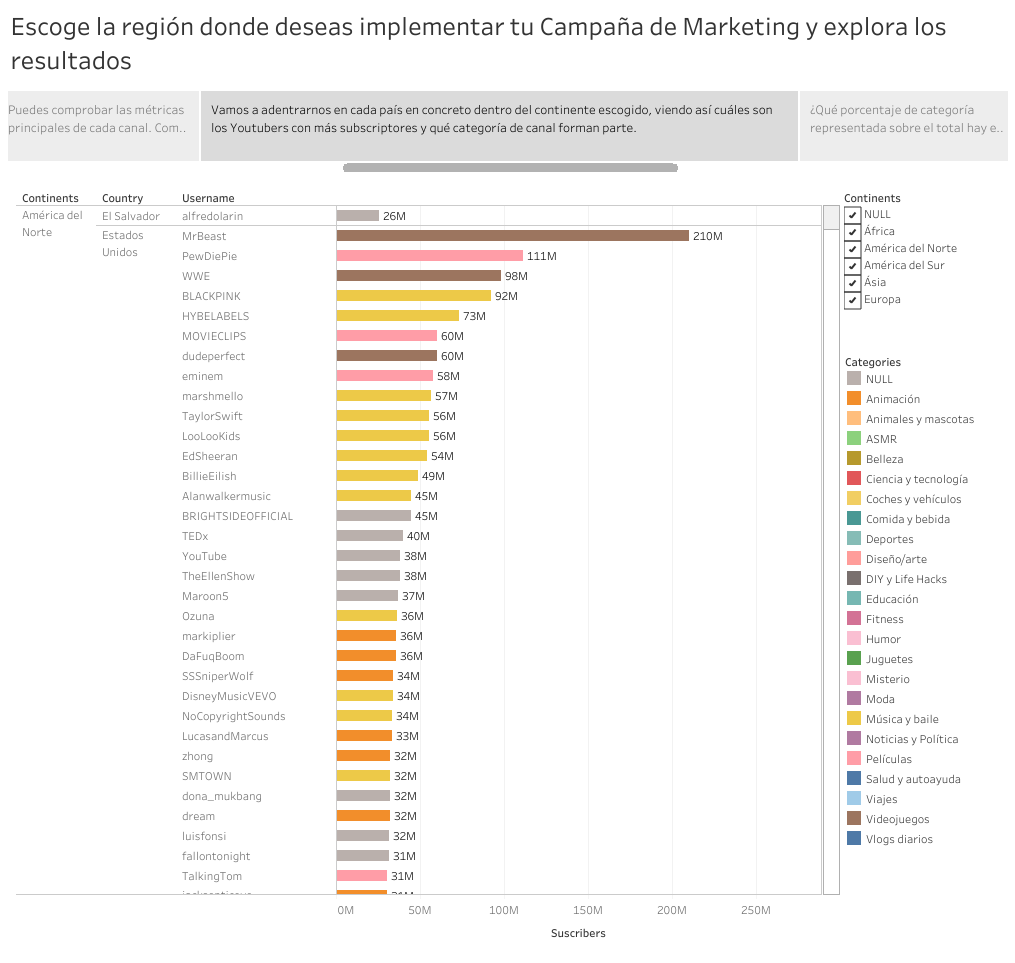 Escoge la región donde deseas implementar tu Campaña de Marketing y explora los
resultados
Puedes comprobar las métricas
principales de cada canal. Com..
Vamos a adentrarnos en cada país en concreto dentro del continente escogido, viendo así cuáles son
los Youtubers con más subscriptores y qué categoría de canal forman parte.
¿Qué porcentaje de categoría
representada sobre el total hay e..
Continents Country Username
América del
Norte
El Salvador alfredolarin 26M
Estados
Unidos
MrBeast 210M
PewDiePie 111M
WWE 98M
BLACKPINK 92M
HYBELABELS 73M
MOVIECLIPS 60M
dudeperfect 60M
eminem 58M
marshmello 57M
TaylorSwift 56M
LooLooKids 56M
EdSheeran 54M
BillieEilish 49M
Alanwalkermusic 45M
BRIGHTSIDEOFFICIAL 45M
TEDx 40M
YouTube 38M
TheEllenShow 38M
Maroon5 37M
Ozuna 36M
markiplier 36M
DaFuqBoom 36M
SSSniperWolf 34M
DisneyMusicVEVO 34M
NoCopyrightSounds 34M
LucasandMarcus 33M
zhong 32M
SMTOWN 32M
dona_mukbang 32M
dream 32M
luisfonsi 32M
fallontonight 31M
TalkingTom 31M
0M 50M 100M 150M 200M 250M
Suscribers
Continents
NULL
África
América del Norte
América del Sur
Ásia
Europa
Categories
NULL
Animación
Animales y mascotas
ASMR
Belleza
Ciencia y tecnología
Coches y vehículos
Comida y bebida
Deportes
Diseño/arte
DIY y Life Hacks
Educación
Fitness
Humor
Juguetes
Misterio
Moda
Música y baile
Noticias y Política
Películas
Salud y autoayuda
Viajes
Videojuegos
Vlogs diarios